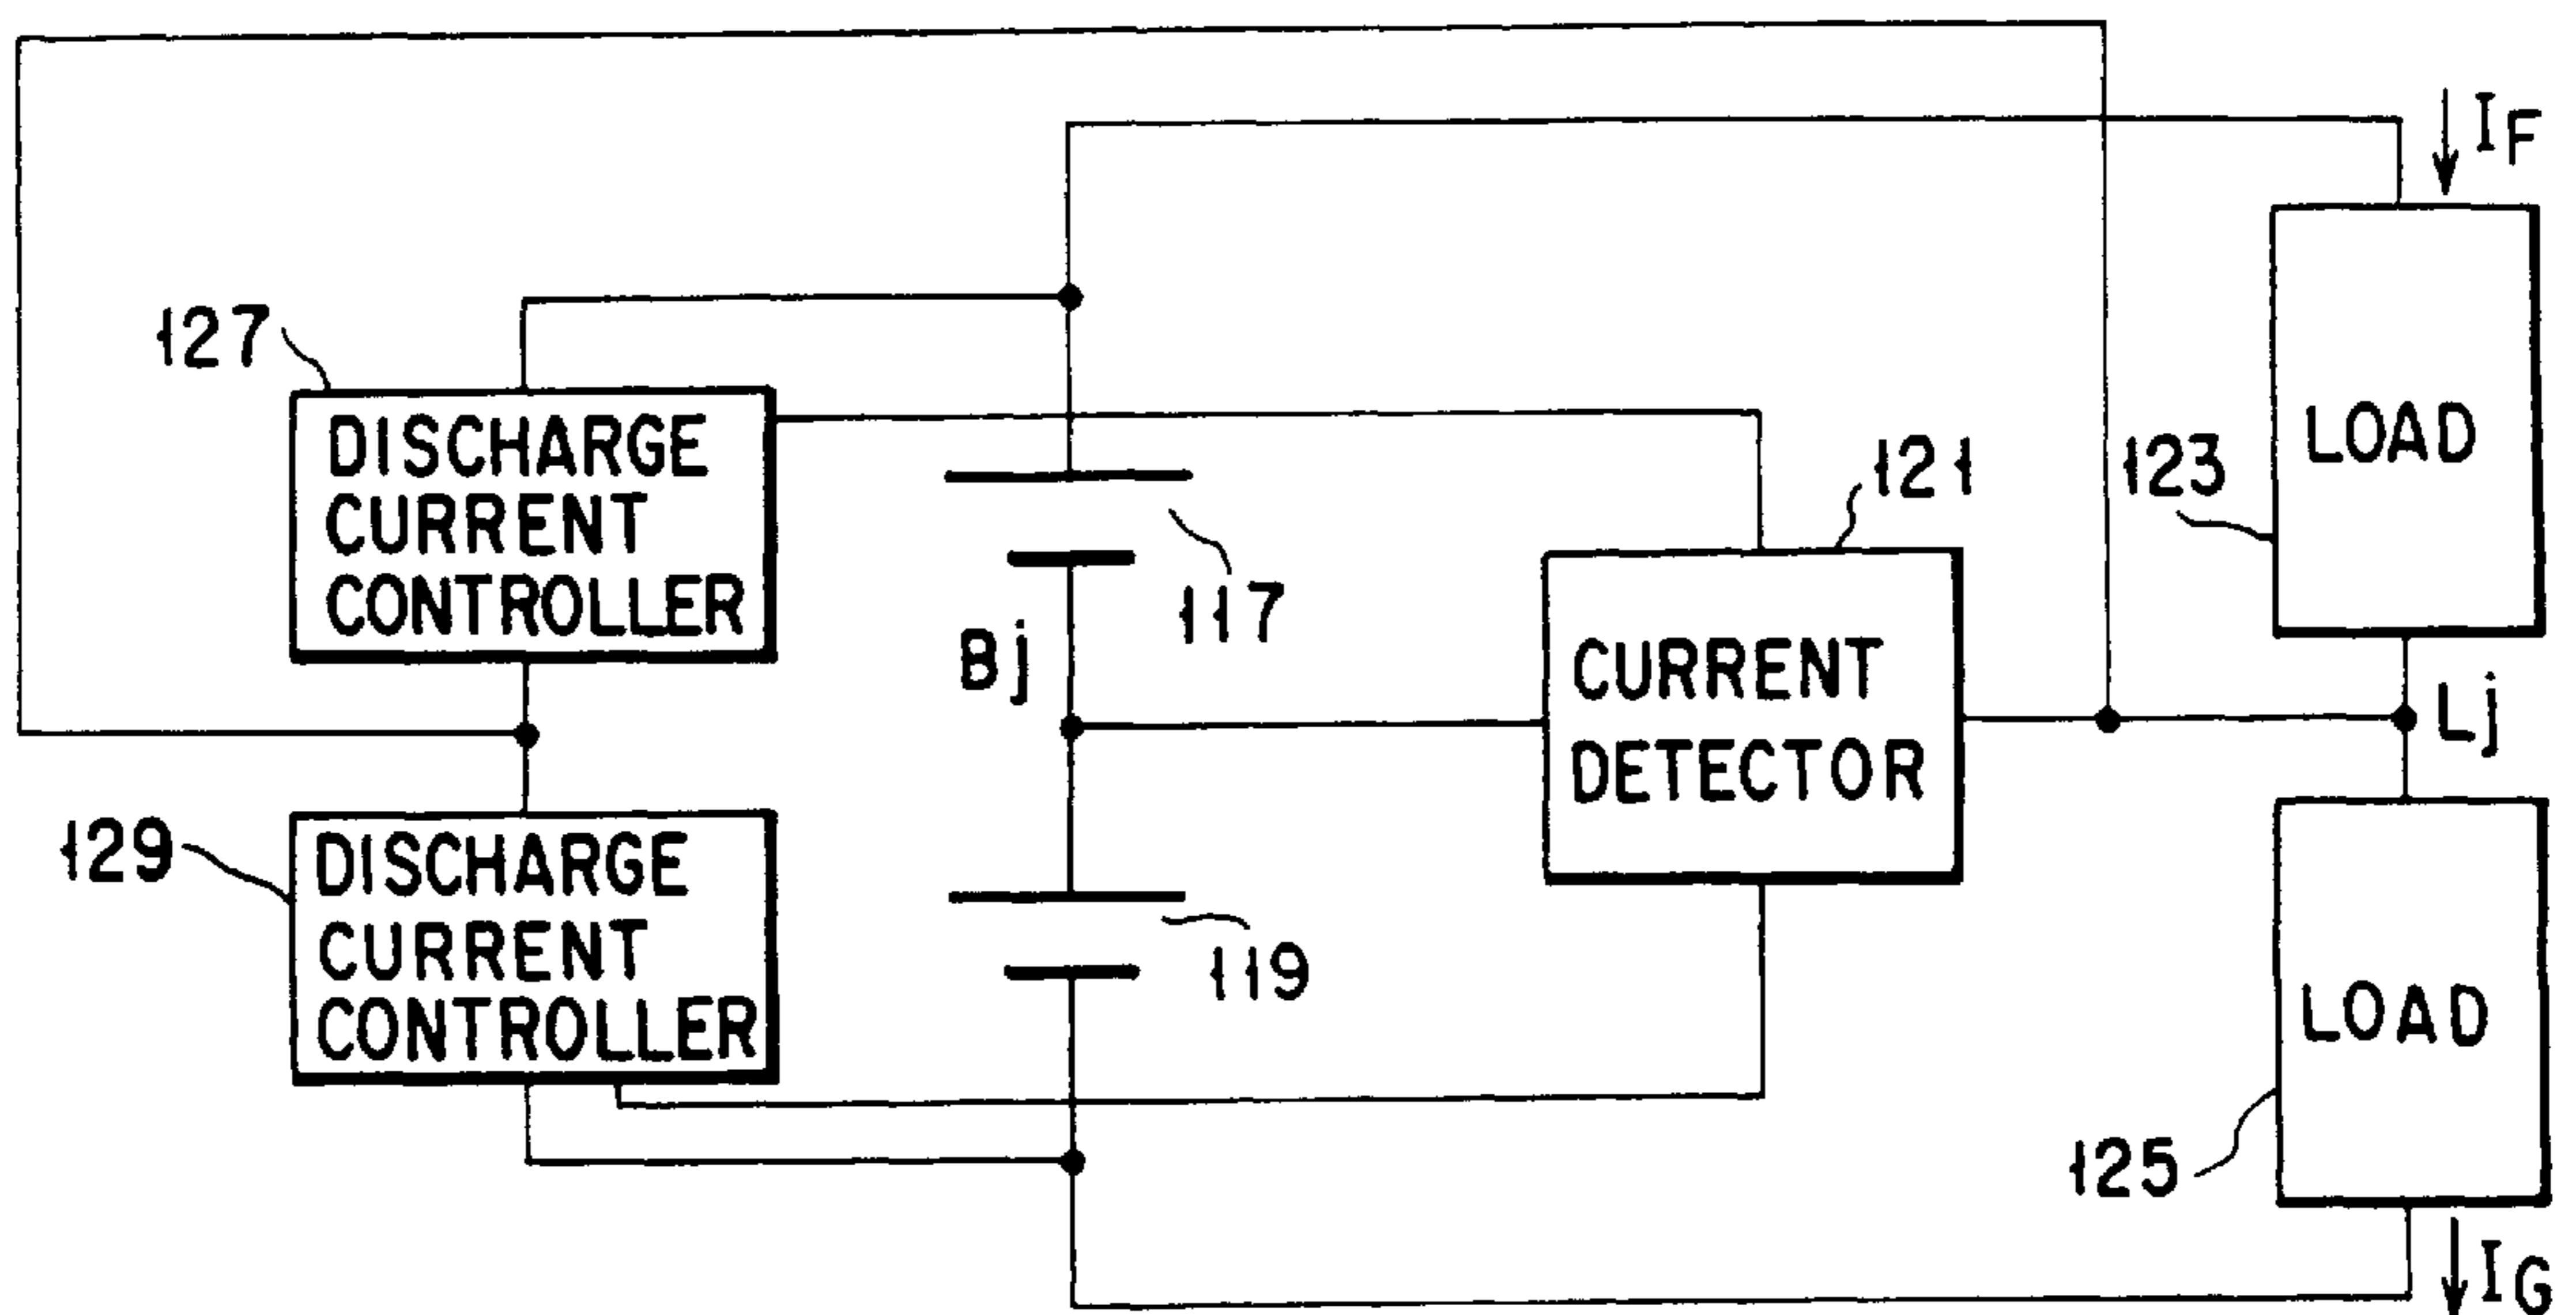 IF
127
DISCHARGE
CURRENT
CONTROLLER
121
123
LOAD
117
Bj
CURRENT
DETECTOR
Lj
129
DISCHARGE
CURRENT
CONTROLLER
119
LOAD
125
IG